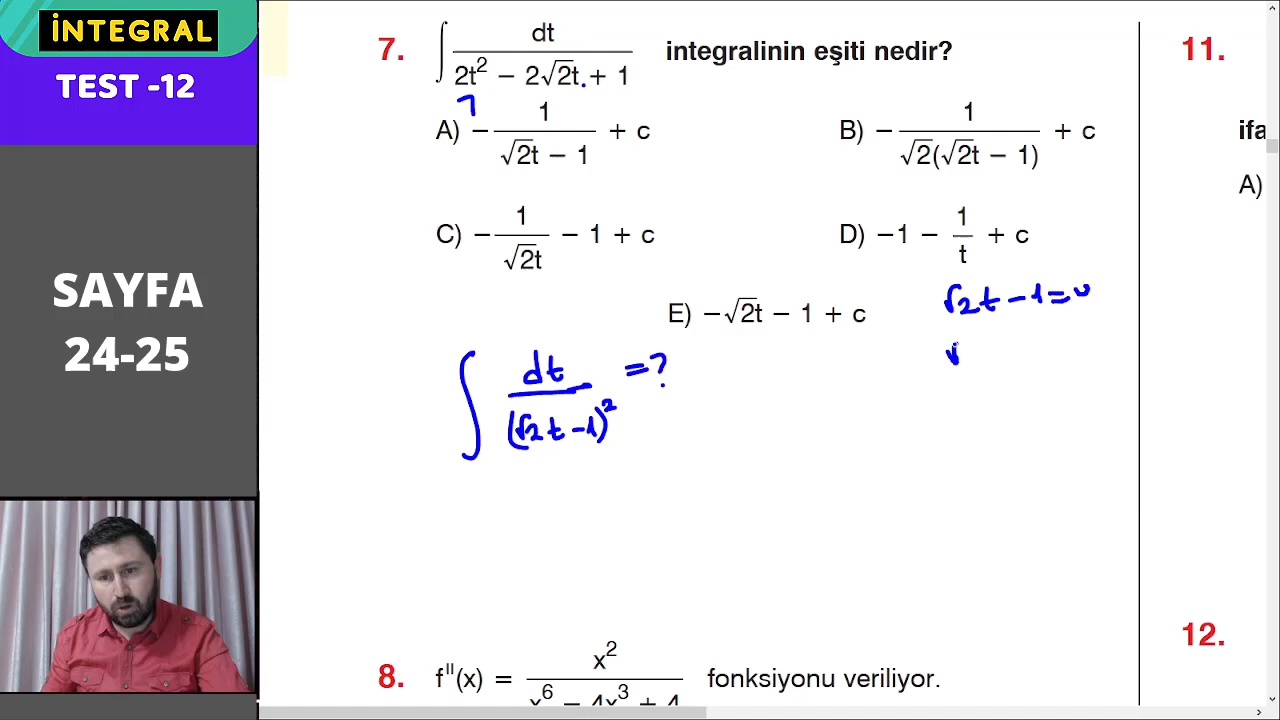 İNTEGRAL
TEST -12
SAYFA
24-25
7. ∫ dt / (2t² − 2√2t + 1) integralinin eşiti nedir?
A) − 1 / (√2t − 1) + c
B) − 1 / (√2(√2t − 1)) + c
C) − 1 / √2t − 1 + c
D) −1 − 1 / t + c
E) −√2t − 1 + c
√2t − 1 = u
∫ dt / (√2t − 1)² = ?
8. f''(x) = x² / (x⁶ − 4x³ + 4) fonksiyonu veriliyor.
11.
ifa
A)
12.